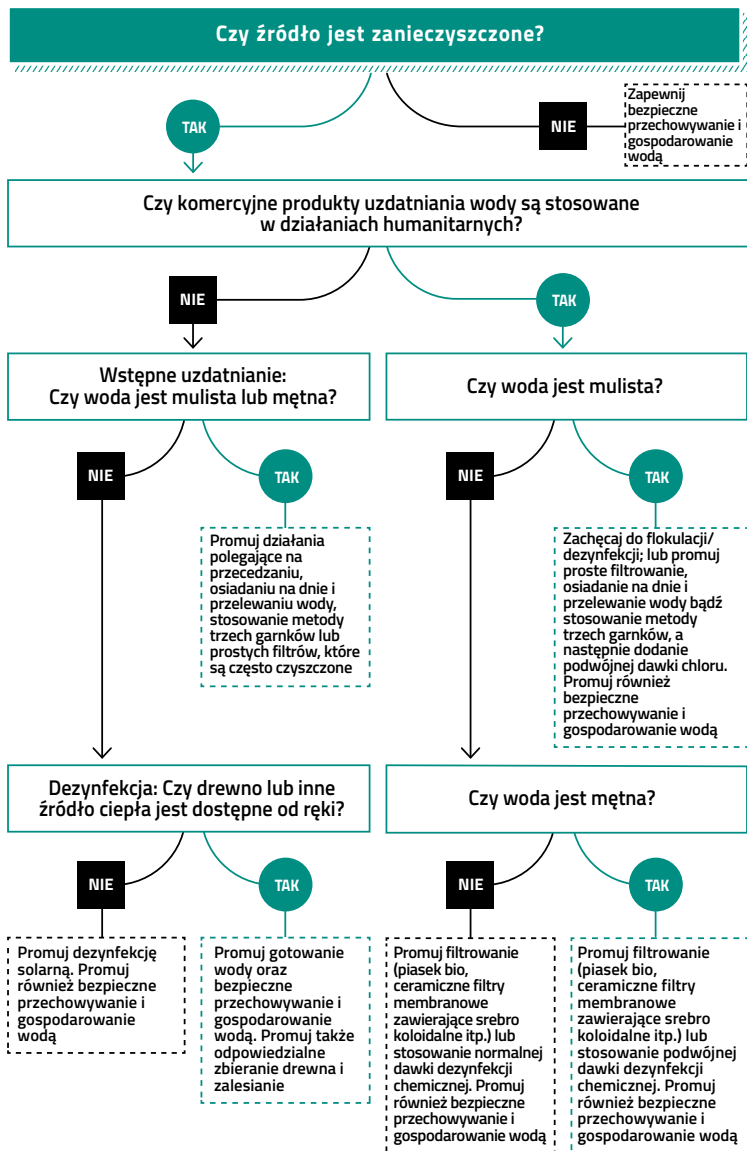 Czy źródło jest zanieczyszczone?
TAK
NIE
Zapewnij
bezpieczne
przechowywanie i
gospodarowanie
wodą
Czy komercyjne produkty uzdatniania wody są stosowane
w działaniach humanitarnych?
NIE
TAK
Wstępne uzdatnianie:
Czy woda jest mulista lub mętna?
Czy woda jest mulista?
NIE
TAK
NIE
TAK
Promuj działania
polegające na
przecedzaniu,
osiadaniu na dnie i
przelewaniu wody,
stosowanie metody
trzech garnków lub
prostych filtrów, które
są często czyszczone
Zachęcaj do flokulacji/
dezynfekcji; lub promuj
proste filtrowanie,
osiadanie na dnie i
przelewanie wody bądź
stosowanie metody
trzech garnków, a
następnie dodanie
podwójnej dawki chloru.
Promuj również
bezpieczne
przechowywanie i
gospodarowanie wodą
Dezynfekcja: Czy drewno lub inne
źródło ciepła jest dostępne od ręki?
Czy woda jest mętna?
NIE
TAK
NIE
TAK
Promuj dezynfekcję
solarną. Promuj
również bezpieczne
przechowywanie i
gospodarowanie
wodą
Promuj gotowanie
wody oraz
bezpieczne
przechowywanie i
gospodarowanie
wodą. Promuj także
odpowiedzialne
zbieranie drewna i
zalesianie
Promuj filtrowanie
(piasek bio,
ceramiczne filtry
membranowe
zawierające srebro
koloidalne itp.) lub
stosowanie normalnej
dawki dezynfekcji
chemicznej. Promuj
również bezpieczne
przechowywanie i
gospodarowanie wodą
Promuj filtrowanie
(piasek bio,
ceramiczne filtry
membranowe
zawierające srebro
koloidalne itp.) lub
stosowanie podwójnej
dawki dezynfekcji
chemicznej. Promuj
również bezpieczne
przechowywanie i
gospodarowanie wodą